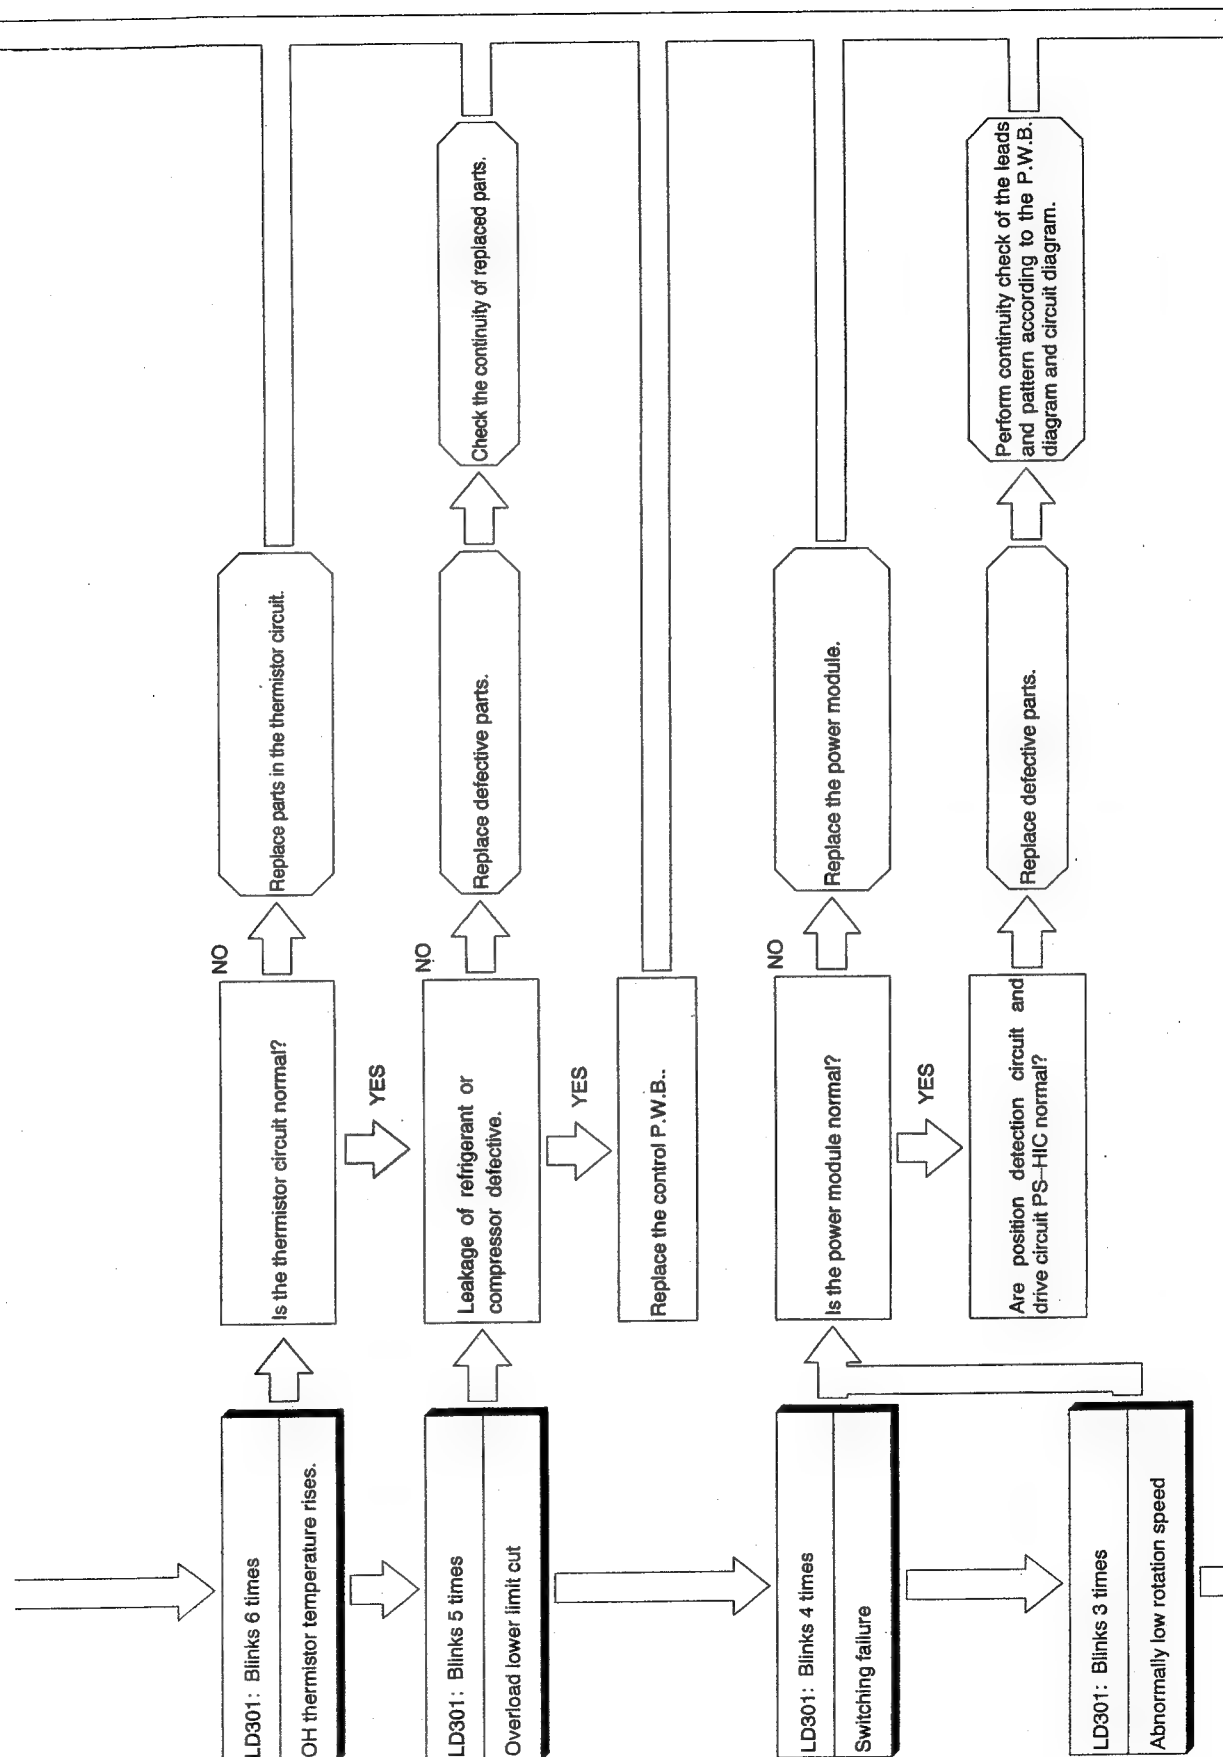 LD301: Blinks 6 times
OH thermistor temperature rises.
Is the thermistor circuit normal?
NO
Replace parts in the thermistor circuit.
YES
LD301: Blinks 5 times
Overload lower limit cut
Leakage of refrigerant or
compressor defective.
NO
Replace defective parts.
Check the continuity of replaced parts.
YES
Replace the control P.W.B..
LD301: Blinks 4 times
Switching failure
Is the power module normal?
NO
Replace the power module.
YES
LD301: Blinks 3 times
Abnormally low rotation speed
Are position detection circuit and
drive circuit PS–HIC normal?
Replace defective parts.
Perform continuity check of the leads
and pattern according to the P.W.B.
diagram and circuit diagram.